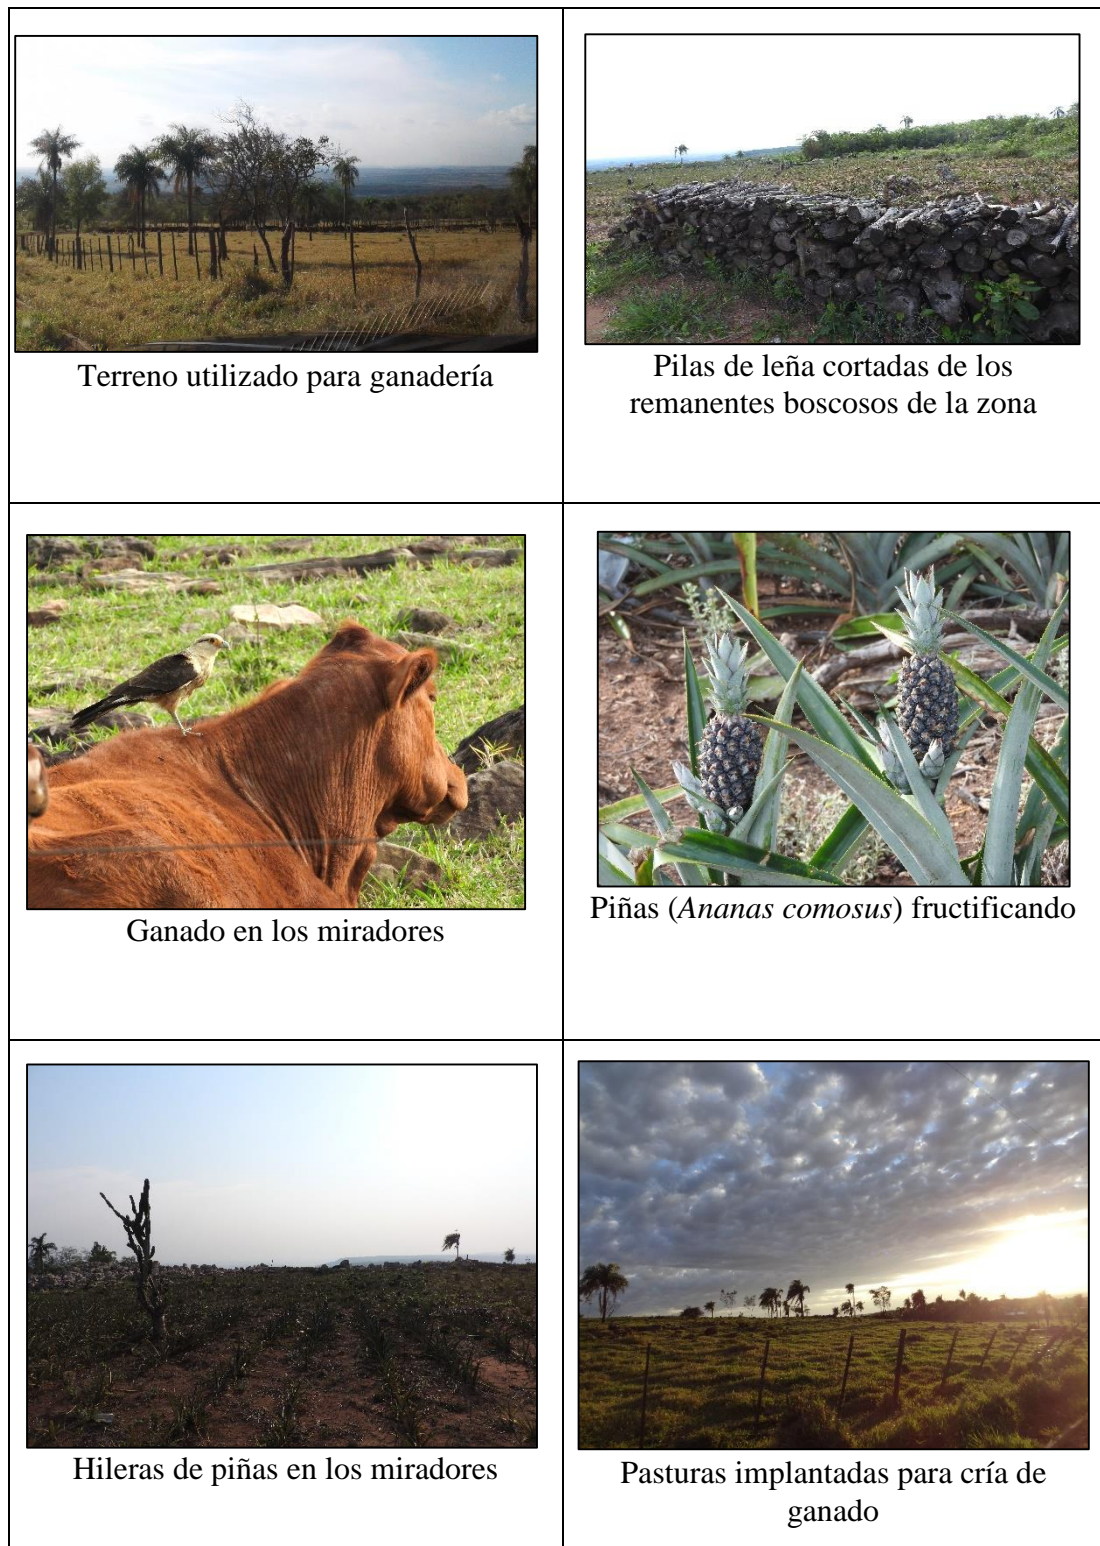 Terreno utilizado para ganadería
Pilas de leña cortadas de los
remanentes boscosos de la zona
Ganado en los miradores
Piñas (Ananas comosus) fructificando
Hileras de piñas en los miradores
Pasturas implantadas para cría de
ganado